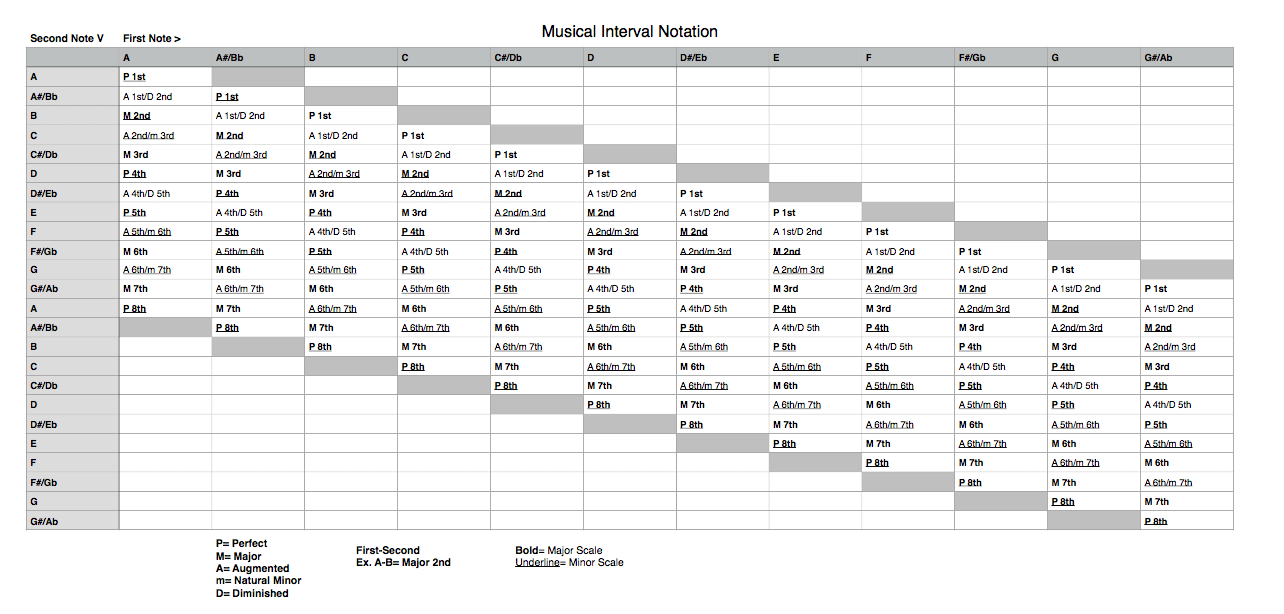 Musical Interval Notation
Second Note V First Note >
A A#/Bb B C C#/Db D D#/Eb E F F#/Gb G G#/Ab
A P 1st
A#/Bb A 1st/D 2nd P 1st
B M 2nd A 1st/D 2nd P 1st
C A 2nd/m 3rd M 2nd A 1st/D 2nd P 1st
C#/Db M 3rd A 2nd/m 3rd M 2nd A 1st/D 2nd P 1st
D P 4th M 3rd A 2nd/m 3rd M 2nd A 1st/D 2nd P 1st
D#/Eb A 4th/D 5th P 4th M 3rd A 2nd/m 3rd M 2nd A 1st/D 2nd P 1st
E P 5th A 4th/D 5th P 4th M 3rd A 2nd/m 3rd M 2nd A 1st/D 2nd P 1st
F A 5th/m 6th P 5th A 4th/D 5th P 4th M 3rd A 2nd/m 3rd M 2nd A 1st/D 2nd P 1st
F#/Gb M 6th A 5th/m 6th P 5th A 4th/D 5th P 4th M 3rd A 2nd/m 3rd M 2nd A 1st/D 2nd P 1st
G A 6th/m 7th M 6th A 5th/m 6th P 5th A 4th/D 5th P 4th M 3rd A 2nd/m 3rd M 2nd A 1st/D 2nd P 1st
G#/Ab M 7th A 6th/m 7th M 6th A 5th/m 6th P 5th A 4th/D 5th P 4th M 3rd A 2nd/m 3rd M 2nd A 1st/D 2nd P 1st
A P 8th M 7th A 6th/m 7th M 6th A 5th/m 6th P 5th A 4th/D 5th P 4th M 3rd A 2nd/m 3rd M 2nd A 1st/D 2nd
A#/Bb P 8th M 7th A 6th/m 7th M 6th A 5th/m 6th P 5th A 4th/D 5th P 4th M 3rd A 2nd/m 3rd M 2nd
B P 8th M 7th A 6th/m 7th M 6th A 5th/m 6th P 5th A 4th/D 5th P 4th M 3rd A 2nd/m 3rd
C P 8th M 7th A 6th/m 7th M 6th A 5th/m 6th P 5th A 4th/D 5th P 4th M 3rd
C#/Db P 8th M 7th A 6th/m 7th M 6th A 5th/m 6th P 5th A 4th/D 5th P 4th
D P 8th M 7th A 6th/m 7th M 6th A 5th/m 6th P 5th A 4th/D 5th
D#/Eb P 8th M 7th A 6th/m 7th M 6th A 5th/m 6th P 5th
E P 8th M 7th A 6th/m 7th M 6th A 5th/m 6th
F P 8th M 7th A 6th/m 7th M 6th
F#/Gb P 8th M 7th A 6th/m 7th
G P 8th M 7th
G#/Ab P 8th
P= Perfect
M= Major
A= Augmented
m= Natural Minor
D= Diminished
First-Second
Ex. A-B= Major 2nd
Bold= Major Scale
Underline= Minor Scale